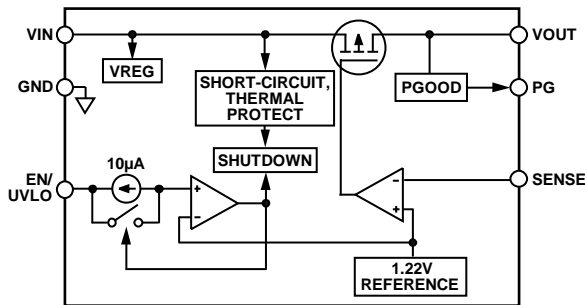 VIN
VOUT
VREG
GND
SHORT-CIRCUIT,
THERMAL
PROTECT
PGOOD
PG
10µA
SHUTDOWN
EN/
UVLO
SENSE
+
−
−
+
1.22V
REFERENCE